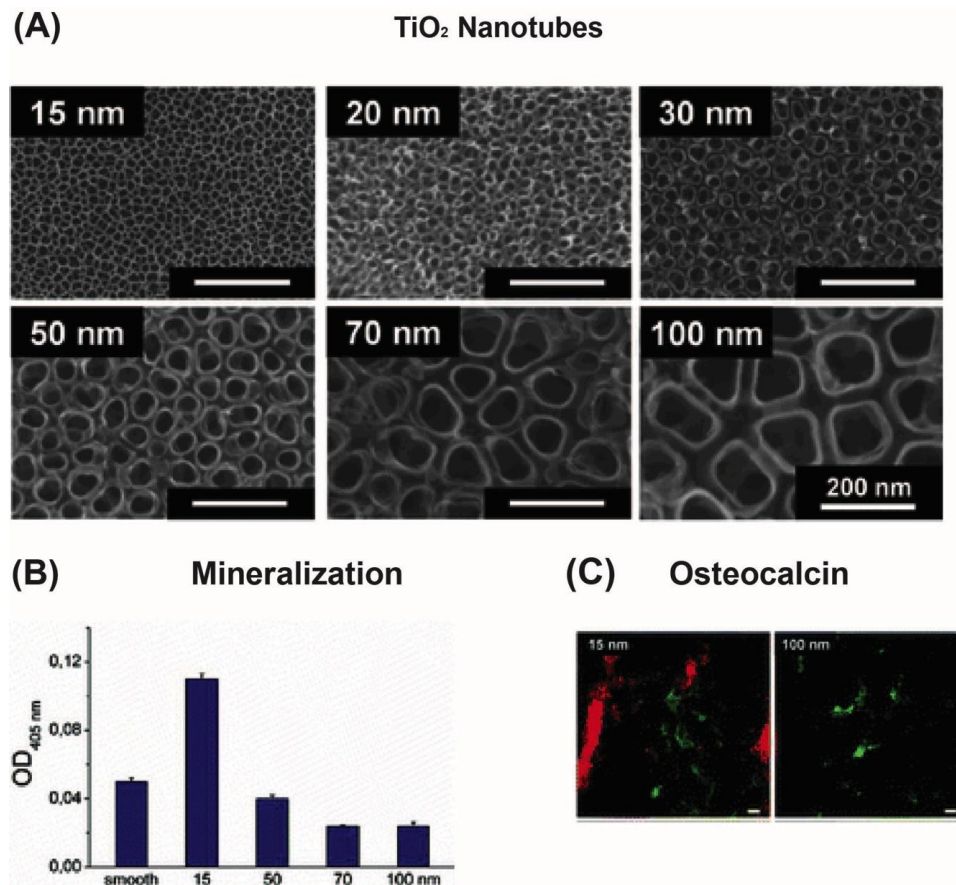 (A) TiO₂ Nanotubes
15 nm 20 nm 30 nm
50 nm 70 nm 100 nm
200 nm
(B) Mineralization (C) Osteocalcin
15 nm 100 nm
0,12
0,08
0,04
0,00
OD405 nm
smooth 15 50 70 100 nm